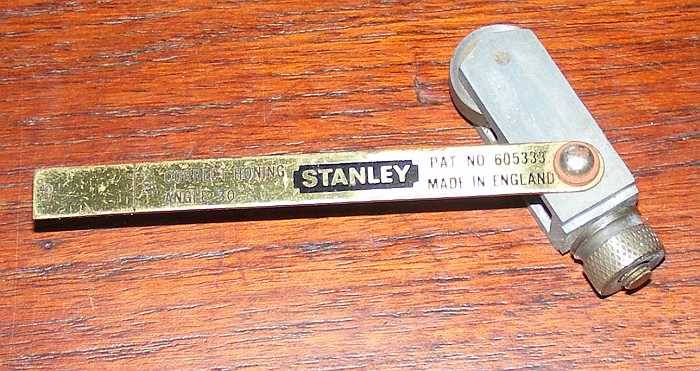 CORRECT HONING
ANGLE 30
STANLEY
PAT NO 605333
MADE IN ENGLAND